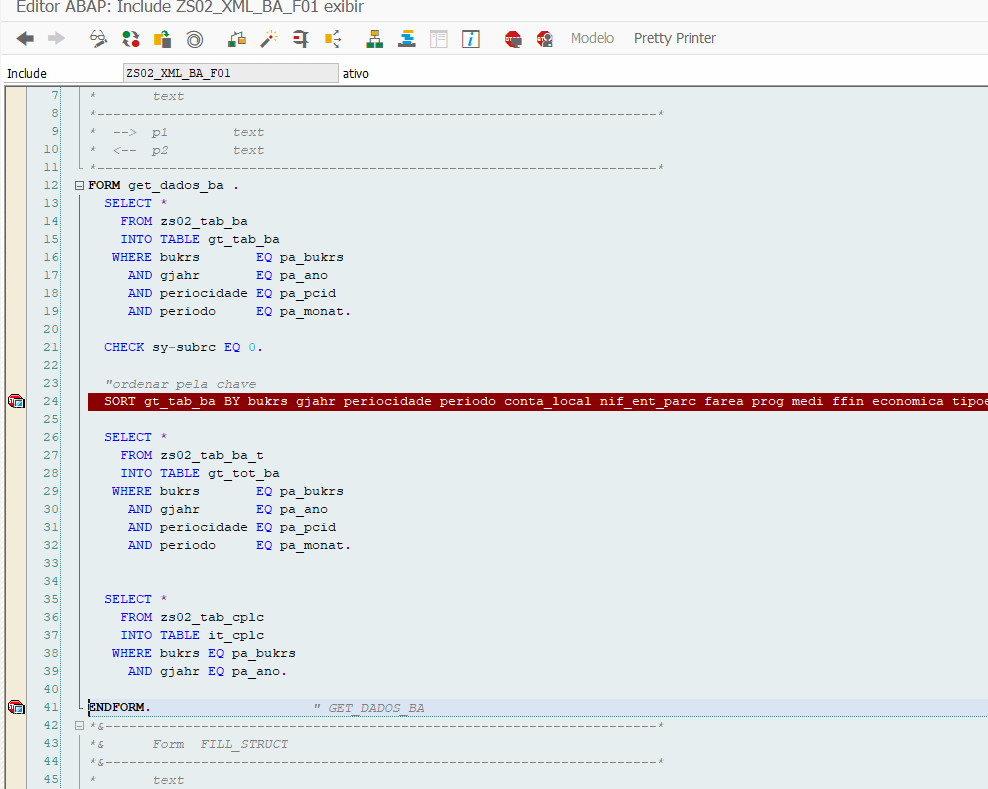 Editor ABAP: Include ZS02_XML_BA_F01 exibir
Modelo Pretty Printer
Include ZS02_XML_BA_F01 ativo
7 * text
8 *----------------------------------------------------------------------*
9 * --> p1 text
10 * <-- p2 text
11 *----------------------------------------------------------------------*
12 FORM get_dados_ba .
13 SELECT *
14 FROM zs02_tab_ba
15 INTO TABLE gt_tab_ba
16 WHERE bukrs EQ pa_bukrs
17 AND gjahr EQ pa_ano
18 AND periocidade EQ pa_pcid
19 AND periodo EQ pa_monat.
20
21 CHECK sy-subrc EQ 0.
22
23 "ordenar pela chave
24 SORT gt_tab_ba BY bukrs gjahr periocidade periodo conta_local nif_ent_parc farea prog medi ffin economica tipoe
25
26 SELECT *
27 FROM zs02_tab_ba_t
28 INTO TABLE gt_tot_ba
29 WHERE bukrs EQ pa_bukrs
30 AND gjahr EQ pa_ano
31 AND periocidade EQ pa_pcid
32 AND periodo EQ pa_monat.
33
34
35 SELECT *
36 FROM zs02_tab_cplc
37 INTO TABLE it_cplc
38 WHERE bukrs EQ pa_bukrs
39 AND gjahr EQ pa_ano.
40
41 ENDFORM. " GET_DADOS_BA
42 *&---------------------------------------------------------------------*
43 *& Form FILL_STRUCT
44 *&---------------------------------------------------------------------*
45 * text